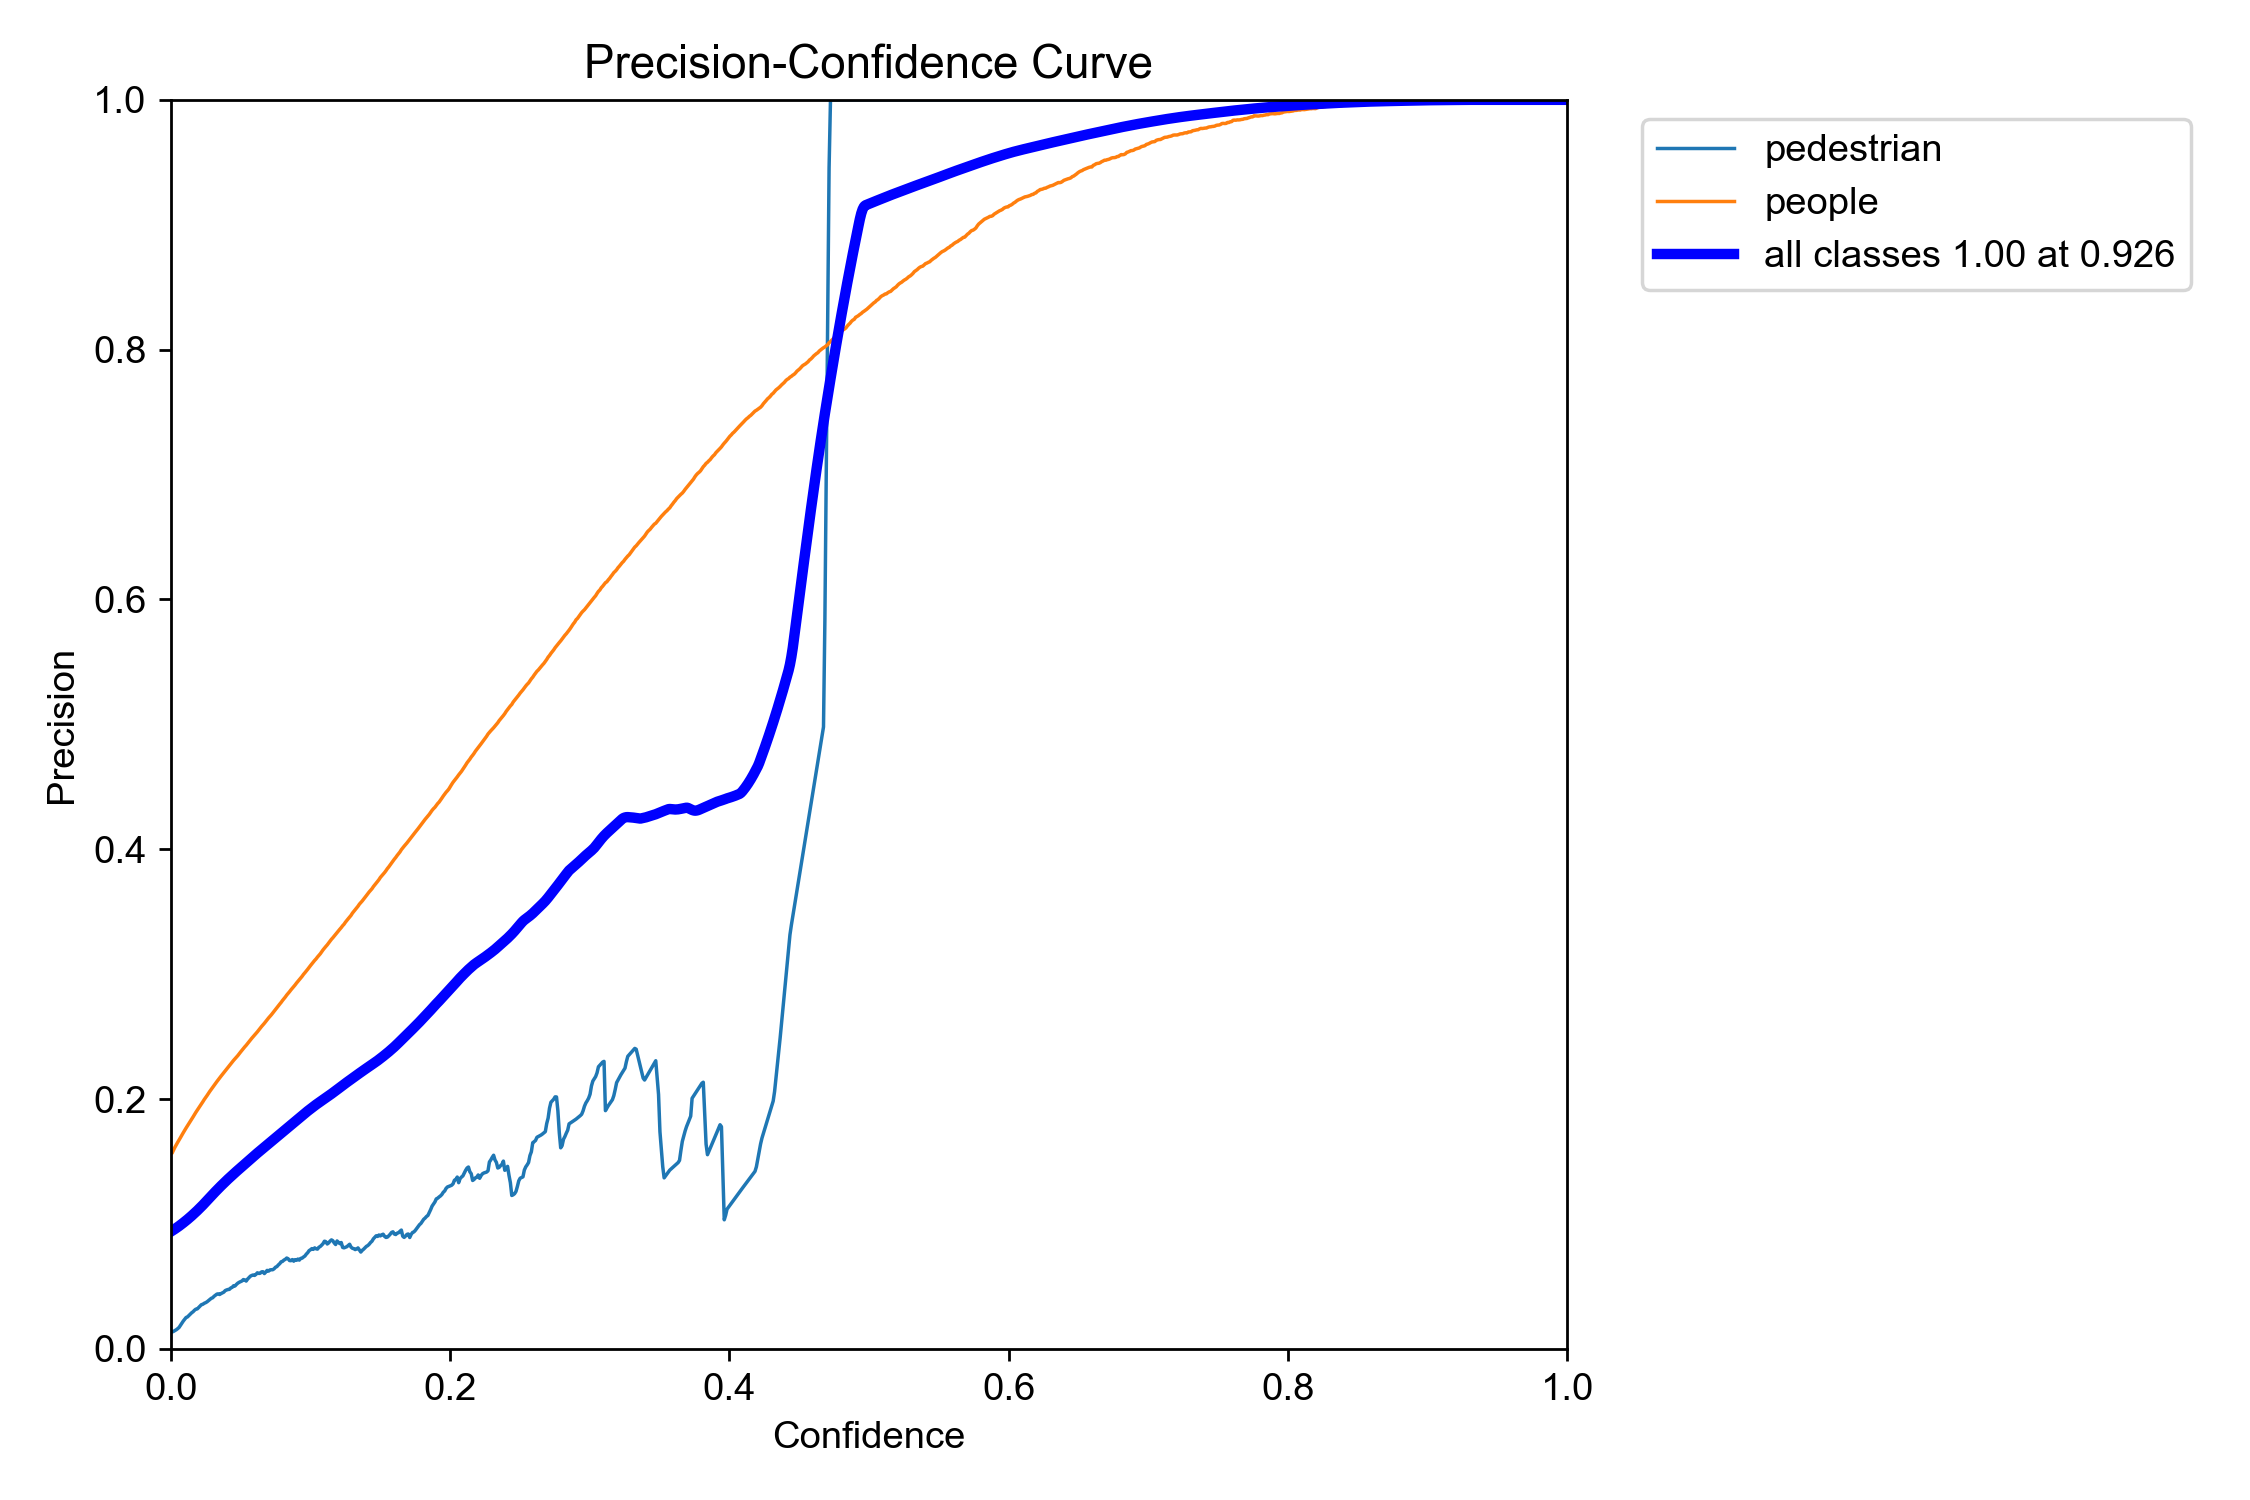 Precision-Confidence Curve
1.0
0.8
0.6
0.4
0.2
0.0
Precision
0.0 0.2 0.4 0.6 0.8 1.0
Confidence
pedestrian
people
all classes 1.00 at 0.926